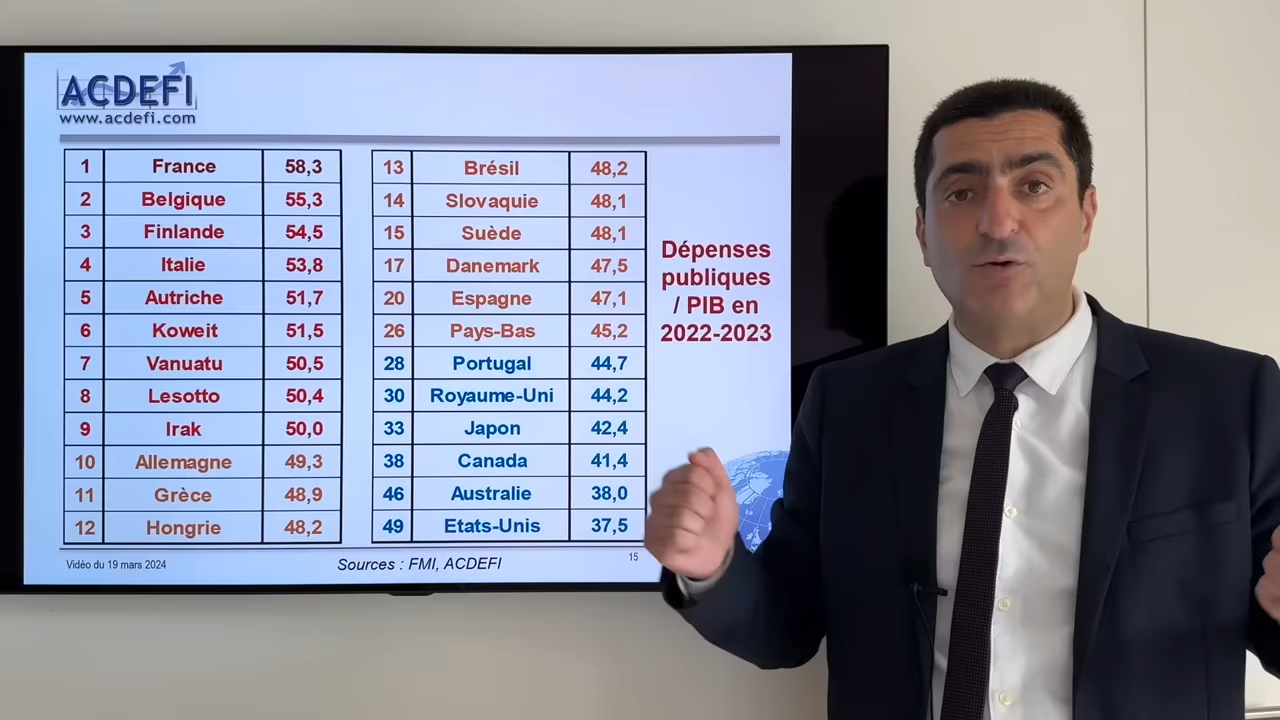 ACDEFI
www.acdefi.com
1 France 58,3
2 Belgique 55,3
3 Finlande 54,5
4 Italie 53,8
5 Autriche 51,7
6 Koweit 51,5
7 Vanuatu 50,5
8 Lesotto 50,4
9 Irak 50,0
10 Allemagne 49,3
11 Grèce 48,9
12 Hongrie 48,2
13 Brésil 48,2
14 Slovaquie 48,1
15 Suède 48,1
17 Danemark 47,5
20 Espagne 47,1
26 Pays-Bas 45,2
28 Portugal 44,7
30 Royaume-Uni 44,2
33 Japon 42,4
38 Canada 41,4
46 Australie 38,0
49 Etats-Unis 37,5
Dépenses
publiques
/ PIB en
2022-2023
Vidéo du 19 mars 2024
Sources : FMI, ACDEFI
15